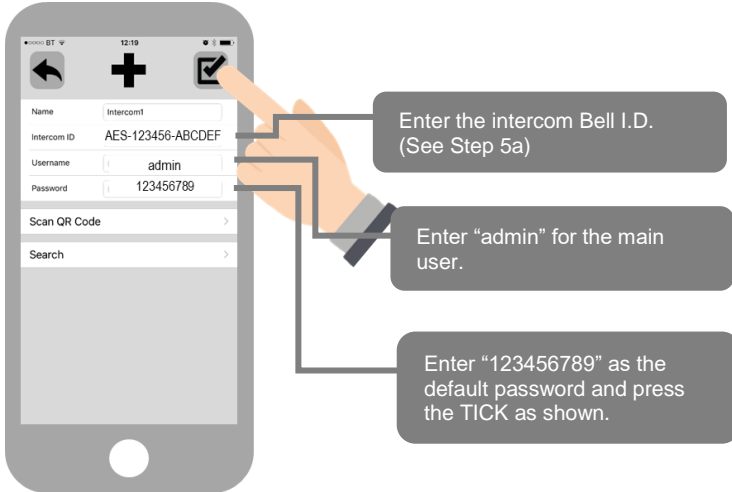 BT 12:19
Name Intercom1
Intercom ID AES-123456-ABCDEF
Username admin
Password 123456789
Scan QR Code
Search
Enter the intercom Bell I.D.
(See Step 5a)
Enter “admin” for the main
user.
Enter “123456789” as the
default password and press
the TICK as shown.